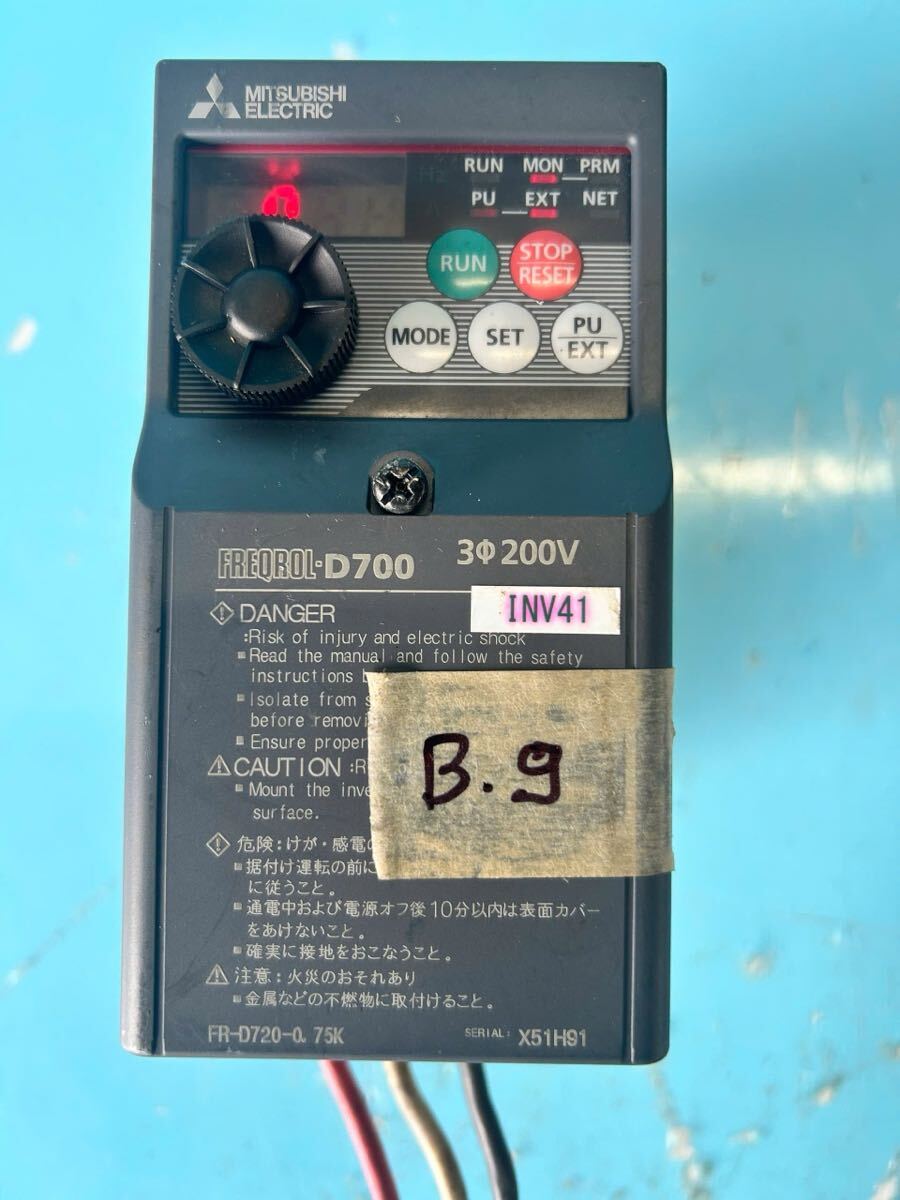 MITSUBISHI
ELECTRIC
RUN MON PRM
PU EXT NET
RUN
STOP
RESET
MODE
SET
PU
EXT
FREQROL-D700 3Φ200V
INV41
DANGER
:Risk of injury and electric shock
Read the manual and follow the safety
instructions
Isolate from
before
Ensure
CAUTION
Mount the
surface.
B.9
危険:けが・感電の
据付け運転の前に
に従うこと。
通電中および電源オフ後10分以内は表面カバー
をあけないこと。
確実に接地をおこなうこと。
注意:火災のおそれあり
金属などの不燃物に取付けること。
FR-D720-0.75K SERIAL: X51H91